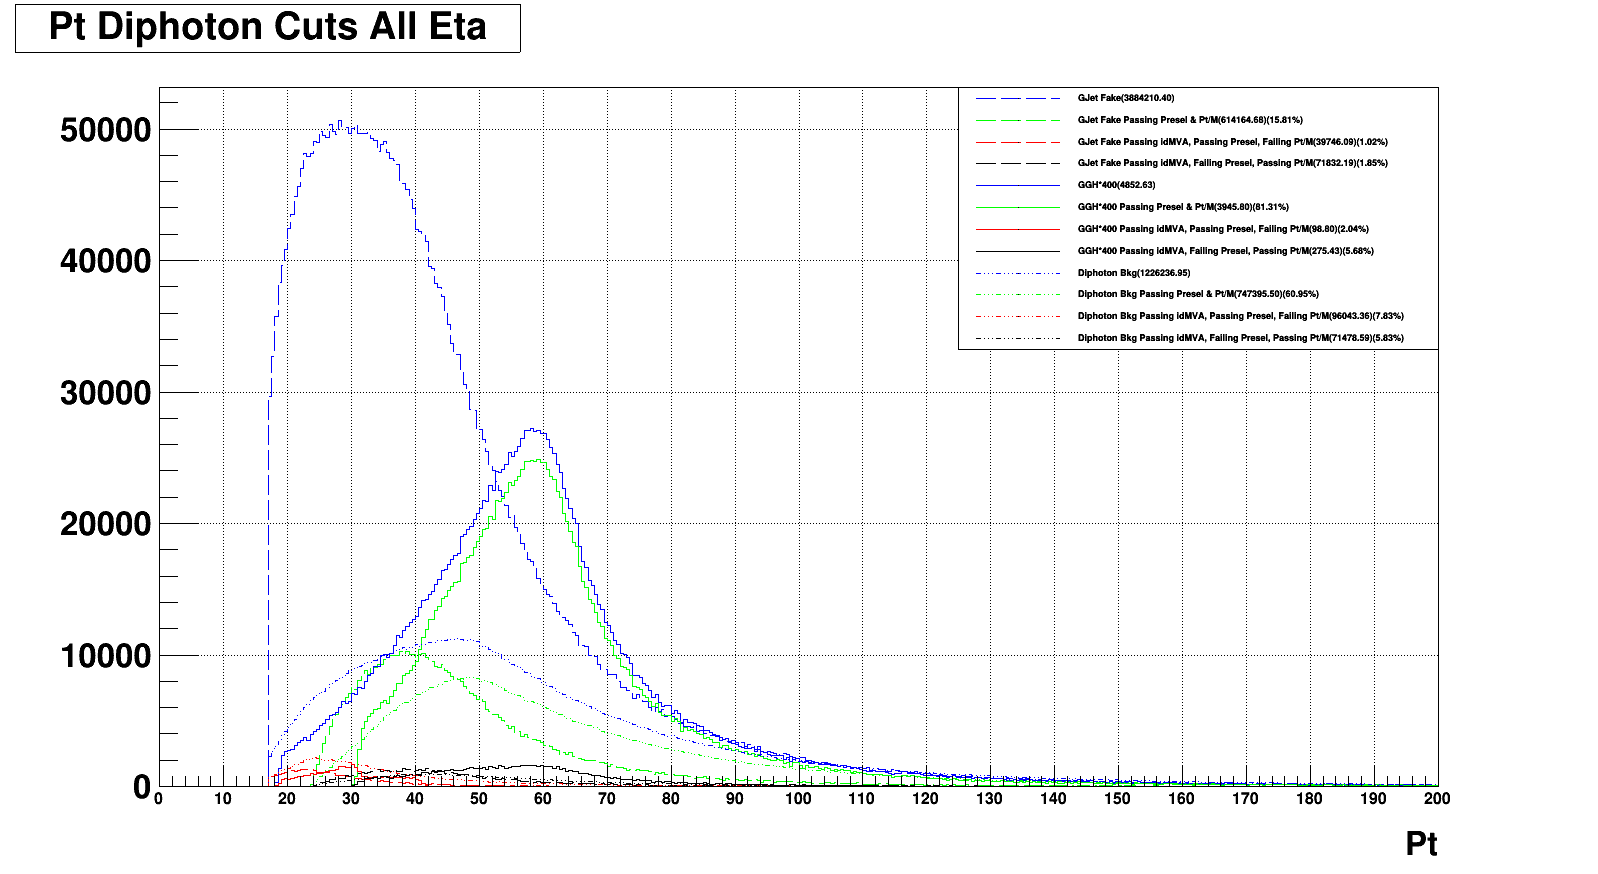 Pt Diphoton Cuts All Eta
GJet Fake(3884210.40)
GJet Fake Passing Presel & Pt/M(614164.68)(15.81%)
GJet Fake Passing idMVA, Passing Presel, Failing Pt/M(39746.09)(1.02%)
GJet Fake Passing idMVA, Failing Presel, Passing Pt/M(71832.19)(1.85%)
GGH*400(4852.63)
GGH*400 Passing Presel & Pt/M(3945.80)(81.31%)
GGH*400 Passing idMVA, Passing Presel, Failing Pt/M(98.80)(2.04%)
GGH*400 Passing idMVA, Failing Presel, Passing Pt/M(275.43)(5.68%)
Diphoton Bkg(1226236.95)
Diphoton Bkg Passing Presel & Pt/M(747395.50)(60.95%)
Diphoton Bkg Passing idMVA, Passing Presel, Failing Pt/M(96043.36)(7.83%)
Diphoton Bkg Passing idMVA, Failing Presel, Passing Pt/M(71478.59)(5.83%)
50000
40000
30000
20000
10000
0
0 10 20 30 40 50 60 70 80 90 100 110 120 130 140 150 160 170 180 190 200
Pt